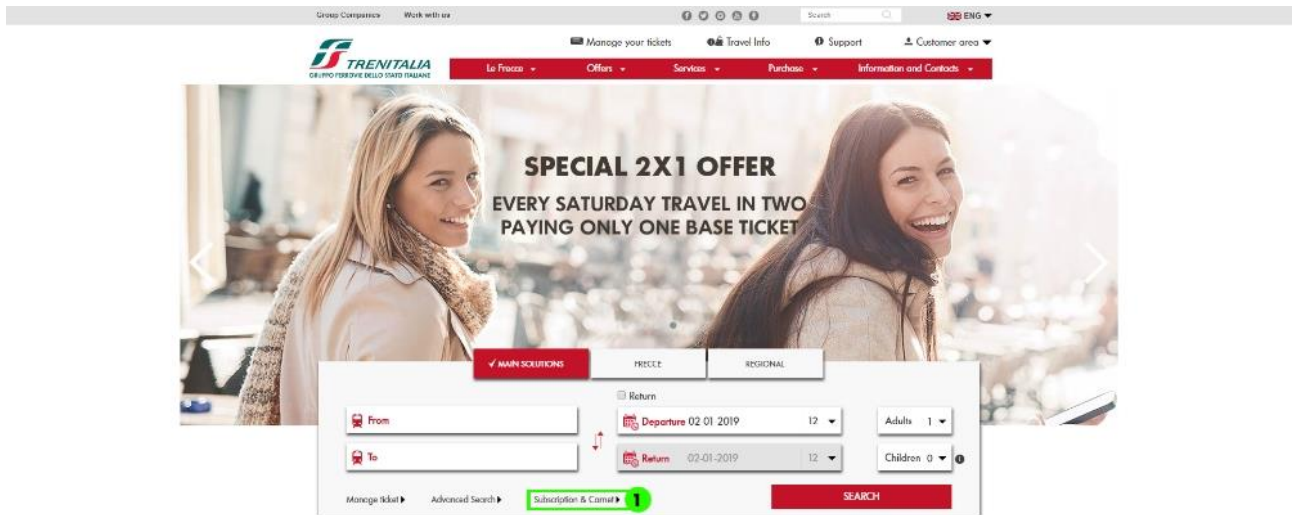 Group Companies Work with us Search ENG
Manage your tickets Travel Info Support Customer area
TRENITALIA
GRUPPO FERROVIE DELLO STATO ITALIANE
Le Frecce Offers Services Purchase Information and Contacts
SPECIAL 2X1 OFFER
EVERY SATURDAY TRAVEL IN TWO
PAYING ONLY ONE BASE TICKET
MAIN SOLUTIONS FRECCE REGIONAL
Return
From Departure 02 01 2019 12 Adults 1
To Return 02-01-2019 12 Children 0
Manage ticket Advanced Search Subscription & Carnet 1 SEARCH